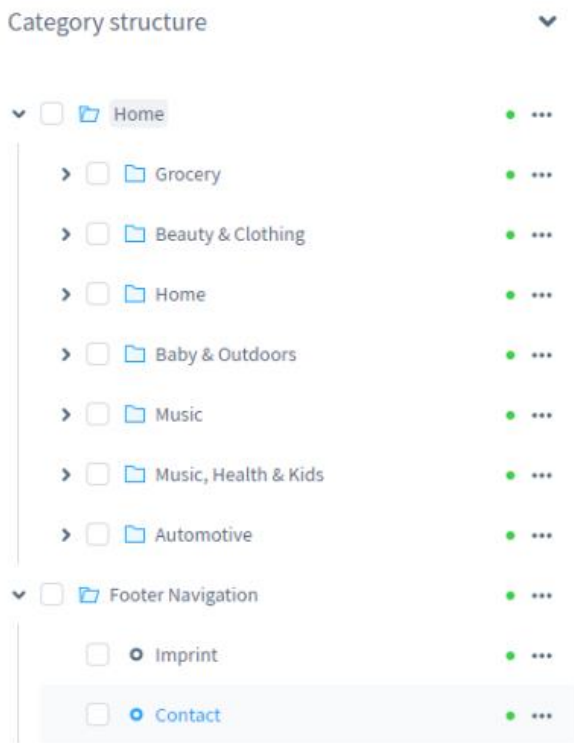 Category structure
Home
Grocery
Beauty & Clothing
Home
Baby & Outdoors
Music
Music, Health & Kids
Automotive
Footer Navigation
Imprint
Contact